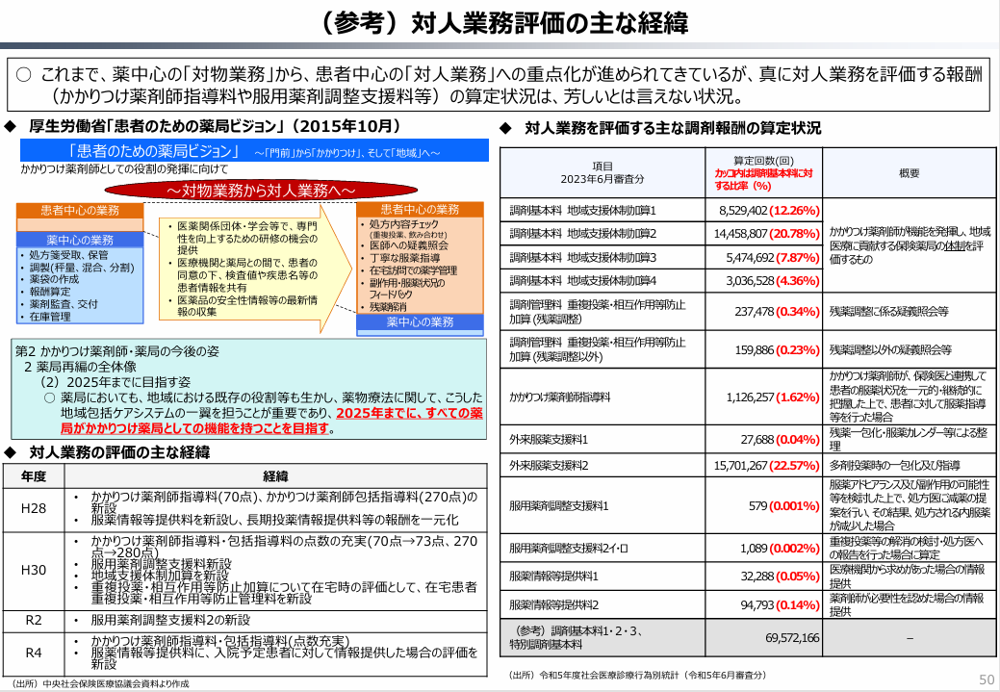 (参考)対人業務評価の主な経緯
○ これまで、薬中心の「対物業務」から、患者中心の「対人業務」への重点化が進められてきているが、真に対人業務を評価する報酬
(かかりつけ薬剤師指導料や服用薬剤調整支援料等)の算定状況は、芳しいとは言えない状況。
◆ 厚生労働省「患者のための薬局ビジョン」(2015年10月)
「患者のための薬局ビジョン」 ～「門前」から「かかりつけ」、そして「地域」へ～
かかりつけ薬剤師としての役割の発揮に向けて
～対物業務から対人業務へ～
患者中心の業務
薬中心の業務
• 処方箋受取、保管
• 調製(秤量、混合、分割)
• 薬袋の作成
• 報酬算定
• 薬剤監査、交付
• 在庫管理
• 医薬関係団体・学会等で、専門
性を向上するための研修の機会の
提供
• 医療機関と薬局との間で、患者の
同意の下、検査値や疾患名等の
患者情報を共有
• 医薬品の安全性情報等の最新情
報の収集
患者中心の業務
• 処方内容チェック
(重複投薬、飲み合わせ)
• 医師への疑義照会
• 丁寧な服薬指導
• 在宅訪問での薬学管理
• 副作用・服薬状況の
フィードバック
• 残薬解消
薬中心の業務
第2 かかりつけ薬剤師・薬局の今後の姿
2 薬局再編の全体像
(2)2025年までに目指す姿
○ 薬局においても、地域における既存の役割等も生かし、薬物療法に関して、こうした
地域包括ケアシステムの一翼を担うことが重要であり、2025年までに、すべての薬
局がかかりつけ薬局としての機能を持つことを目指す。
◆ 対人業務の評価の主な経緯
年度 経緯
H28
• かかりつけ薬剤師指導料(70点)、かかりつけ薬剤師包括指導料(270点)の
新設
• 服薬情報等提供料を新設し、長期投薬情報提供料等の報酬を一元化
H30
• かかりつけ薬剤師指導料・包括指導料の点数の充実(70点→73点、270
点→280点)
• 服用薬剤調整支援料新設
• 地域支援体制加算を新設
• 重複投薬・相互作用等防止加算について在宅時の評価として、在宅患者
重複投薬・相互作用等防止管理料を新設
R2 • 服用薬剤調整支援料2の新設
R4
• かかりつけ薬剤師指導料・包括指導料(点数充実)
• 服薬情報等提供料に、入院予定患者に対して情報提供した場合の評価を
新設
(出所)中央社会保険医療協議会資料より作成
◆ 対人業務を評価する主な調剤報酬の算定状況
項目
2023年6月審査分
算定回数(回)
カッコ内は調剤基本料に対
する比率(%)
概要
調剤基本料 地域支援体制加算1 8,529,402 (12.26%)
調剤基本料 地域支援体制加算2 14,458,807 (20.78%)
調剤基本料 地域支援体制加算3 5,474,692 (7.87%)
調剤基本料 地域支援体制加算4 3,036,528 (4.36%)
かかりつけ薬剤師が機能を発揮し、地域
医療に貢献する保険薬局の体制を評
価するもの
調剤管理料 重複投薬・相互作用等防止
加算 (残薬調整) 237,478 (0.34%) 残薬調整に係る疑義照会等
調剤管理料 重複投薬・相互作用等防止
加算 (残薬調整以外) 159,886 (0.23%) 残薬調整以外の疑義照会等
かかりつけ薬剤師指導料 1,126,257 (1.62%)
かかりつけ薬剤師が、保険医と連携して
患者の服薬状況を一元的・継続的に
把握した上で、患者に対して服薬指導
等を行った場合
外来服薬支援料1 27,688 (0.04%) 残薬一包化・服薬カレンダー等による整
理
外来服薬支援料2 15,701,267 (22.57%) 多剤投薬時の一包化及び指導
服用薬剤調整支援料1 579 (0.001%)
服薬アドヒアランス及び副作用の可能性
等を検討した上で、処方医に減薬の提
案を行い、その結果、処方される内服薬
が減少した場合
服用薬剤調整支援料2イ・ロ 1,089 (0.002%) 重複投薬等の解消の検討・処方医へ
の報告を行った場合に算定
服薬情報等提供料1 32,288 (0.05%) 医療機関から求めがあった場合の情報
提供
服薬情報等提供料2 94,793 (0.14%) 薬剤師が必要性を認めた場合の情報
提供
(参考)調剤基本料1・2・3、
特別調剤基本料 69,572,166 –
(出所)令和5年度社会医療診療行為別統計(令和5年6月審査分)
50